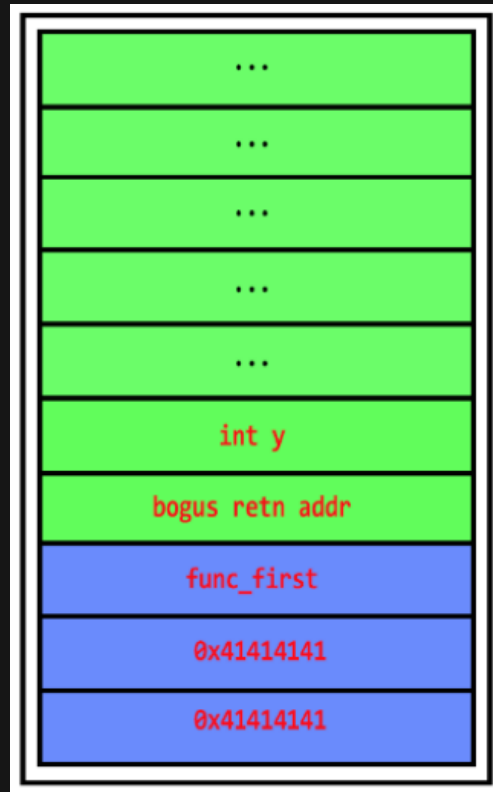 ...
...
...
...
...
int y
bogus retn addr
func_first
0x41414141
0x41414141